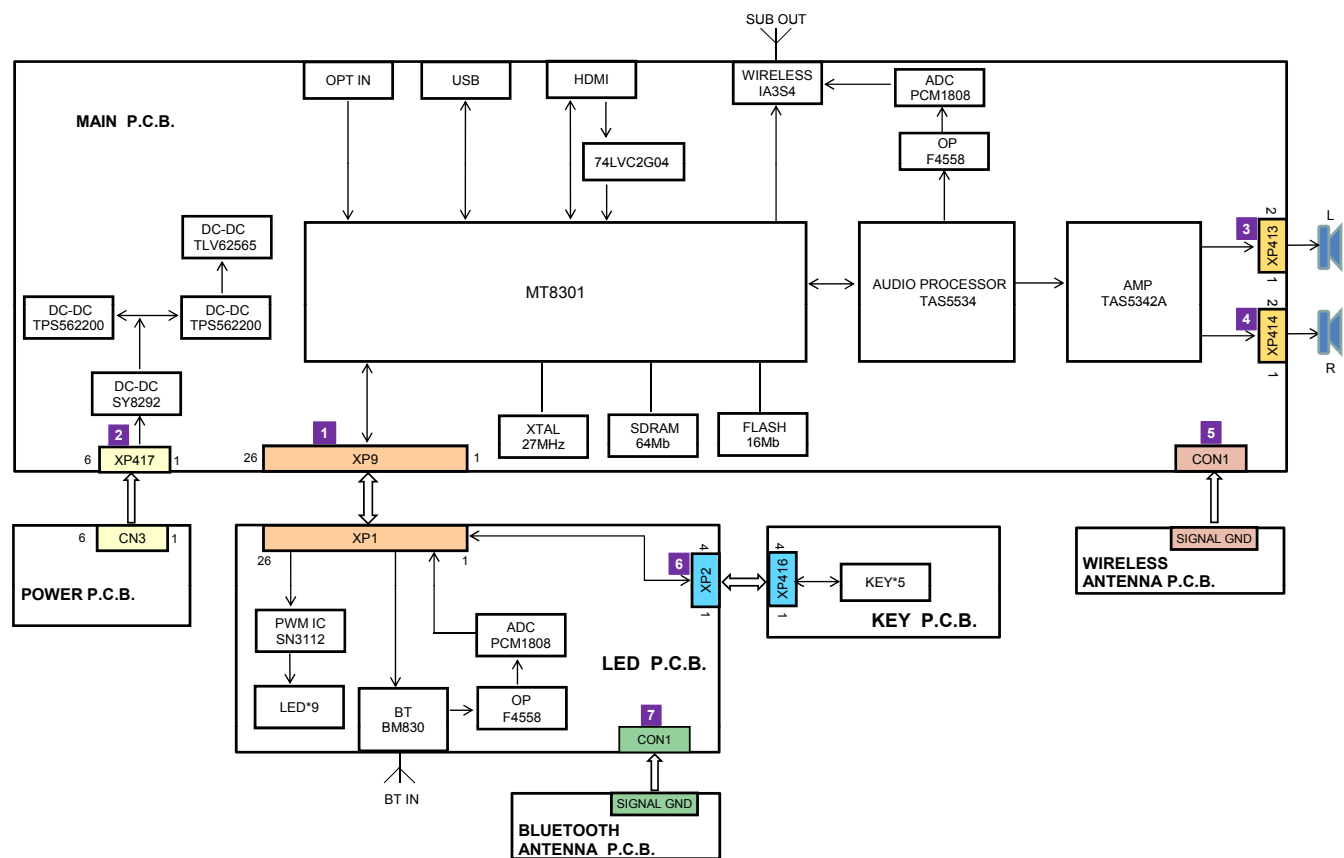 SUB OUT
OPT IN
USB
HDMI
WIRELESS
IA3S4
ADC
PCM1808
MAIN P.C.B.
74LVC2G04
OP
F4558
DC-DC
TLV62565
DC-DC
TPS562200
DC-DC
TPS562200
MT8301
AUDIO PROCESSOR
TAS5534
AMP
TAS5342A
2
3
XP413
1
L
2
4
XP414
1
R
DC-DC
SY8292
XTAL
27MHz
SDRAM
64Mb
FLASH
16Mb
2
6
XP417
1
1
26
XP9
1
5
CON1
6
CN3
1
POWER P.C.B.
XP1
26
1
6
4
XP2
1
4
XP416
1
KEY*5
KEY P.C.B.
SIGNAL GND
WIRELESS
ANTENNA P.C.B.
PWM IC
SN3112
ADC
PCM1808
LED P.C.B.
LED*9
BT
BM830
OP
F4558
7
CON1
BT IN
SIGNAL GND
BLUETOOTH
ANTENNA P.C.B.